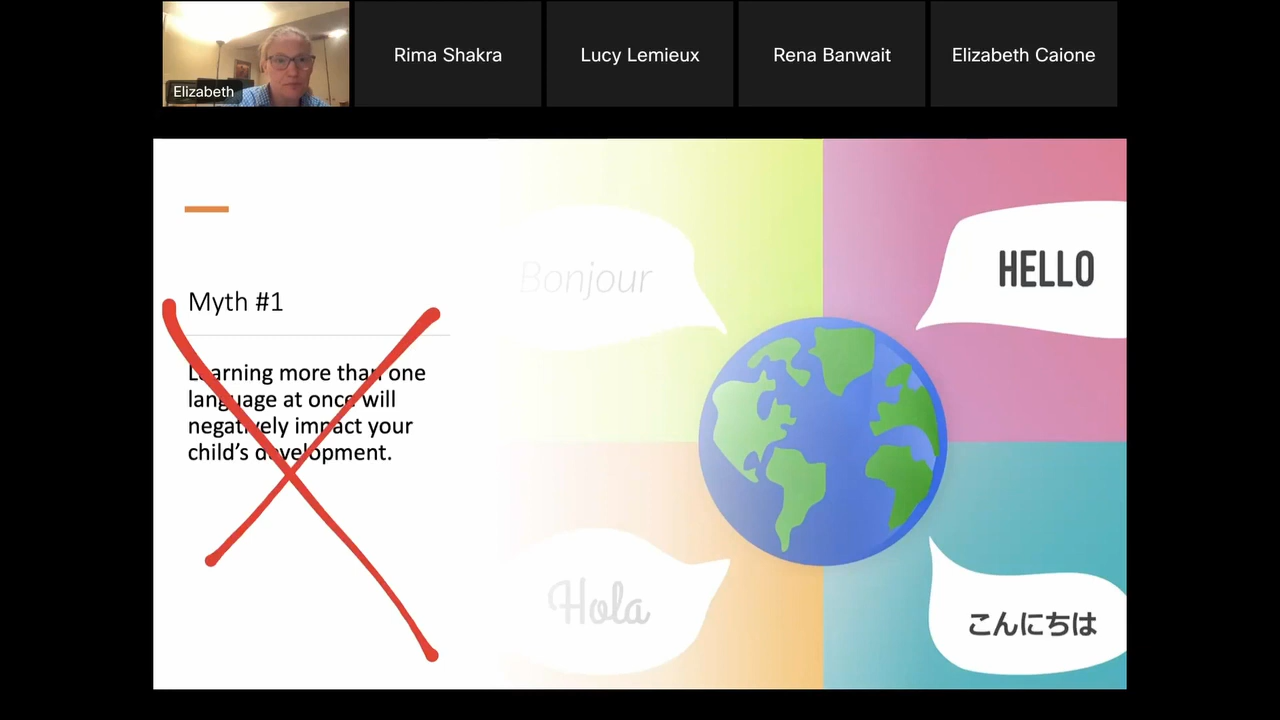 Elizabeth
Rima Shakra
Lucy Lemieux
Rena Banwait
Elizabeth Caione
Myth #1
Learning more than one
language at once will
negatively impact your
child's development.
Bonjour
HELLO
Hola
こんにちは